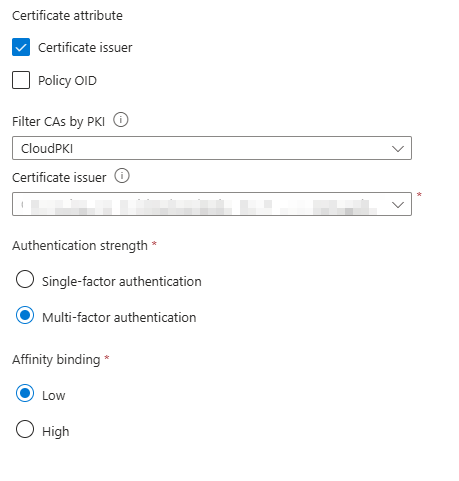 Certificate attribute
Certificate issuer
Policy OID
Filter CAs by PKI
CloudPKI
Certificate issuer
*
Authentication strength *
Single-factor authentication
Multi-factor authentication
Affinity binding *
Low
High